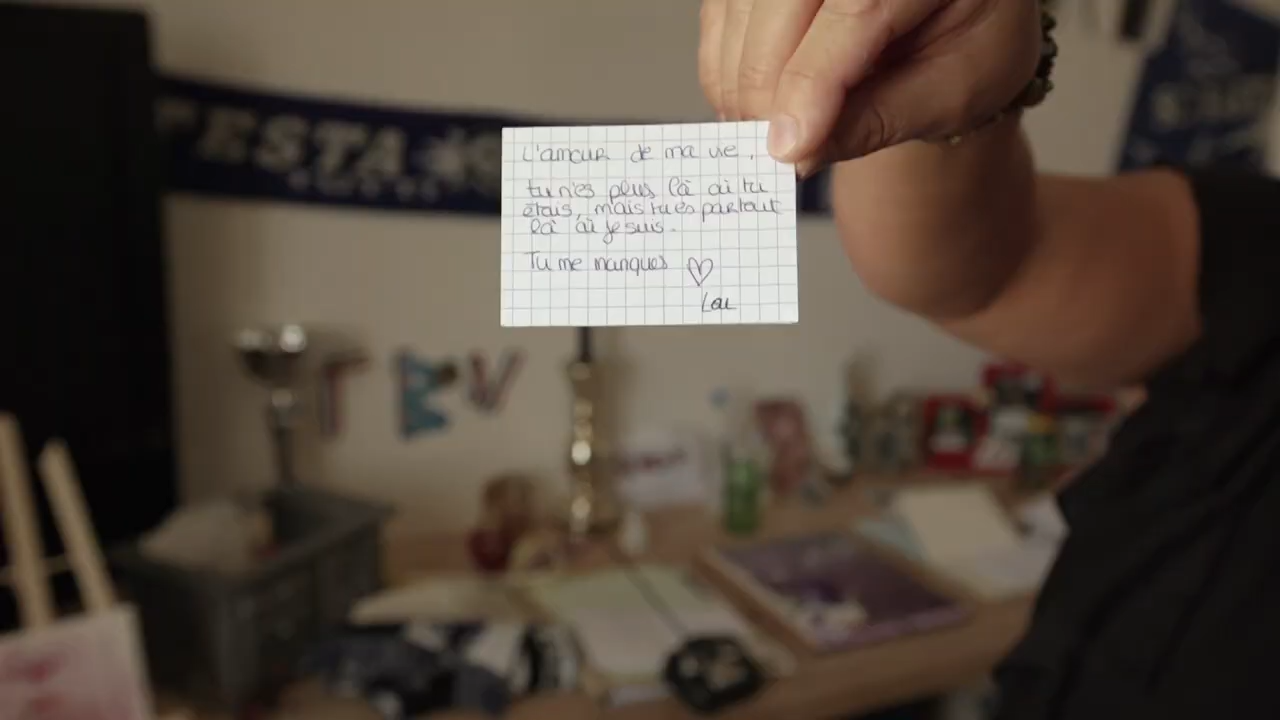 TESTA
L'amour de ma vie,
tu n'es plus là où tu
étais, mais tu es partout
là où je suis.
Tu me manques ♡
Lou